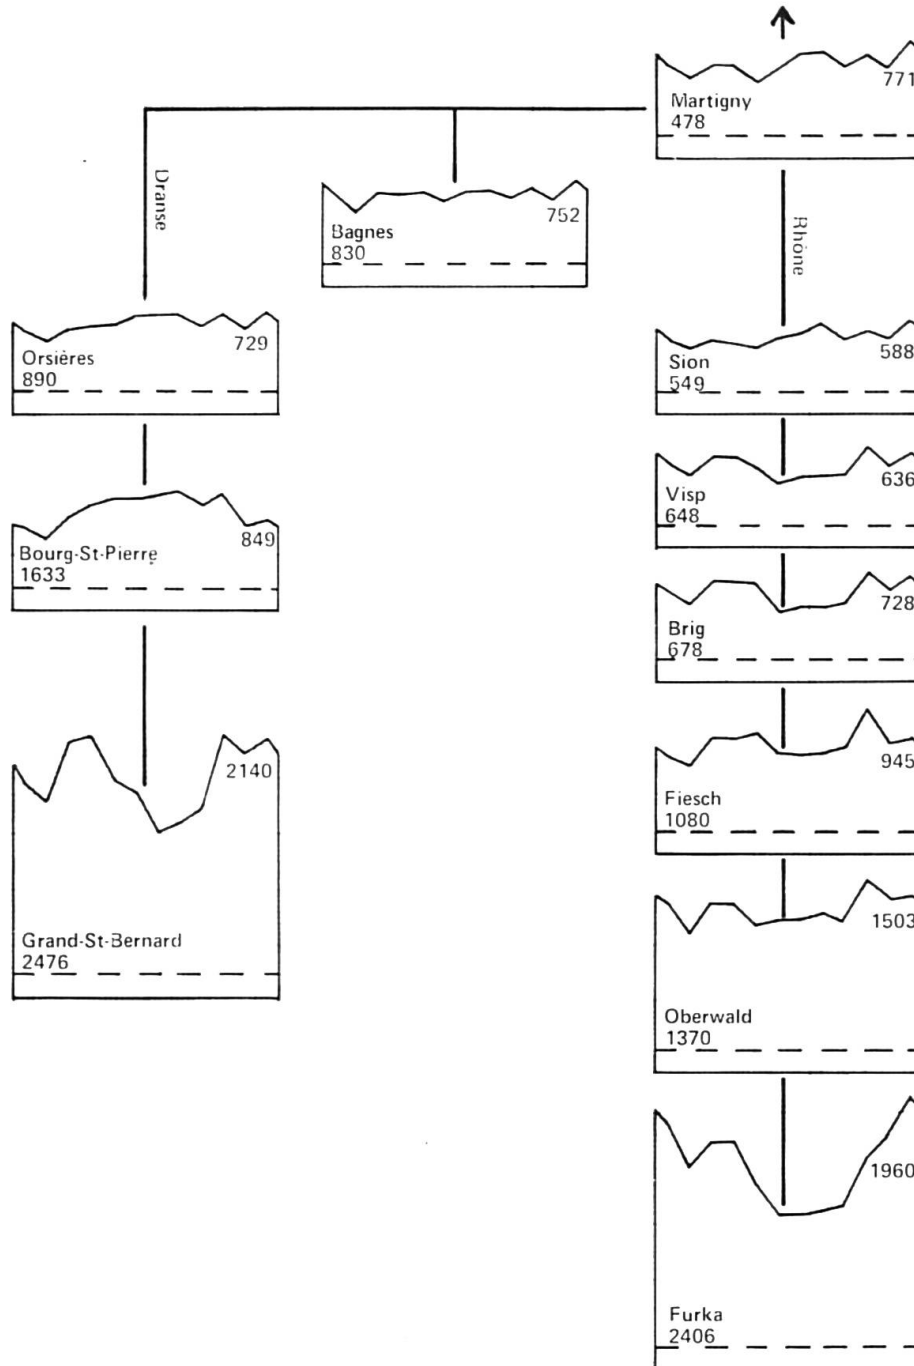 771
Martigny
478
Dranse
Rhône
752
Bagnes
830
729
Orsières
890
588
Sion
549
849
Bourg-St-Pierre
1633
636
Visp
648
728
Brig
678
2140
Grand-St-Bernard
2476
945
Fiesch
1080
1503
Oberwald
1370
1960
Furka
2406